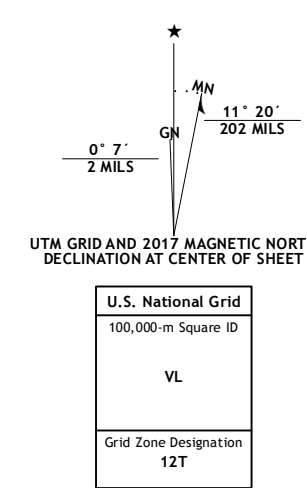 ★
MN
11° 20´
202 MILS
GN
0° 7´
2 MILS
UTM GRID AND 2017 MAGNETIC NORT
DECLINATION AT CENTER OF SHEET
U.S. National Grid
100,000-m Square ID
VL
Grid Zone Designation
12T